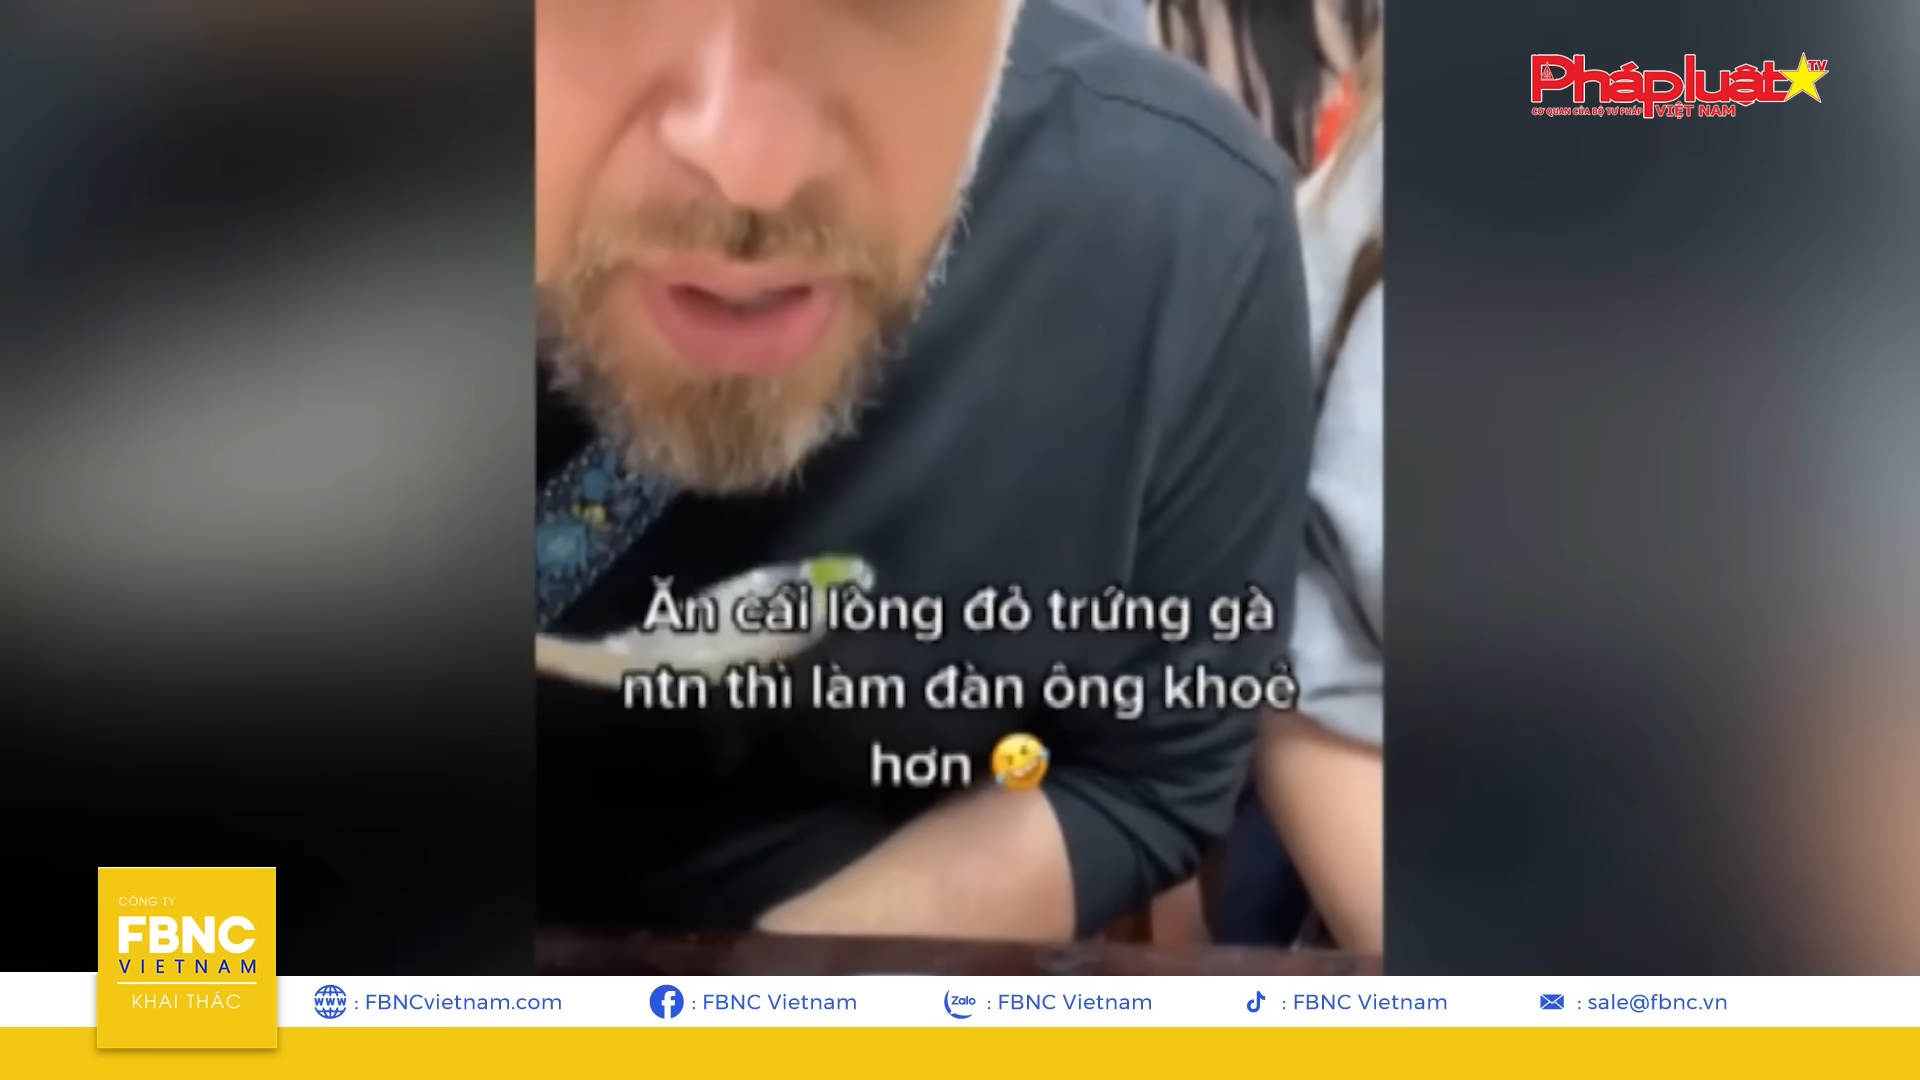 Phápluật TV
CƠ QUAN CỦA BỘ TƯ PHÁP VIỆT NAM
Ăn cái lòng đỏ trứng gà
ntn thì làm đàn ông khoẻ
hơn 🤣
CÔNG TY
FBNC
VIETNAM
KHAI THÁC
www : FBNCvietnam.com
: FBNC Vietnam
Zalo : FBNC Vietnam
: FBNC Vietnam
: sale@fbnc.vn